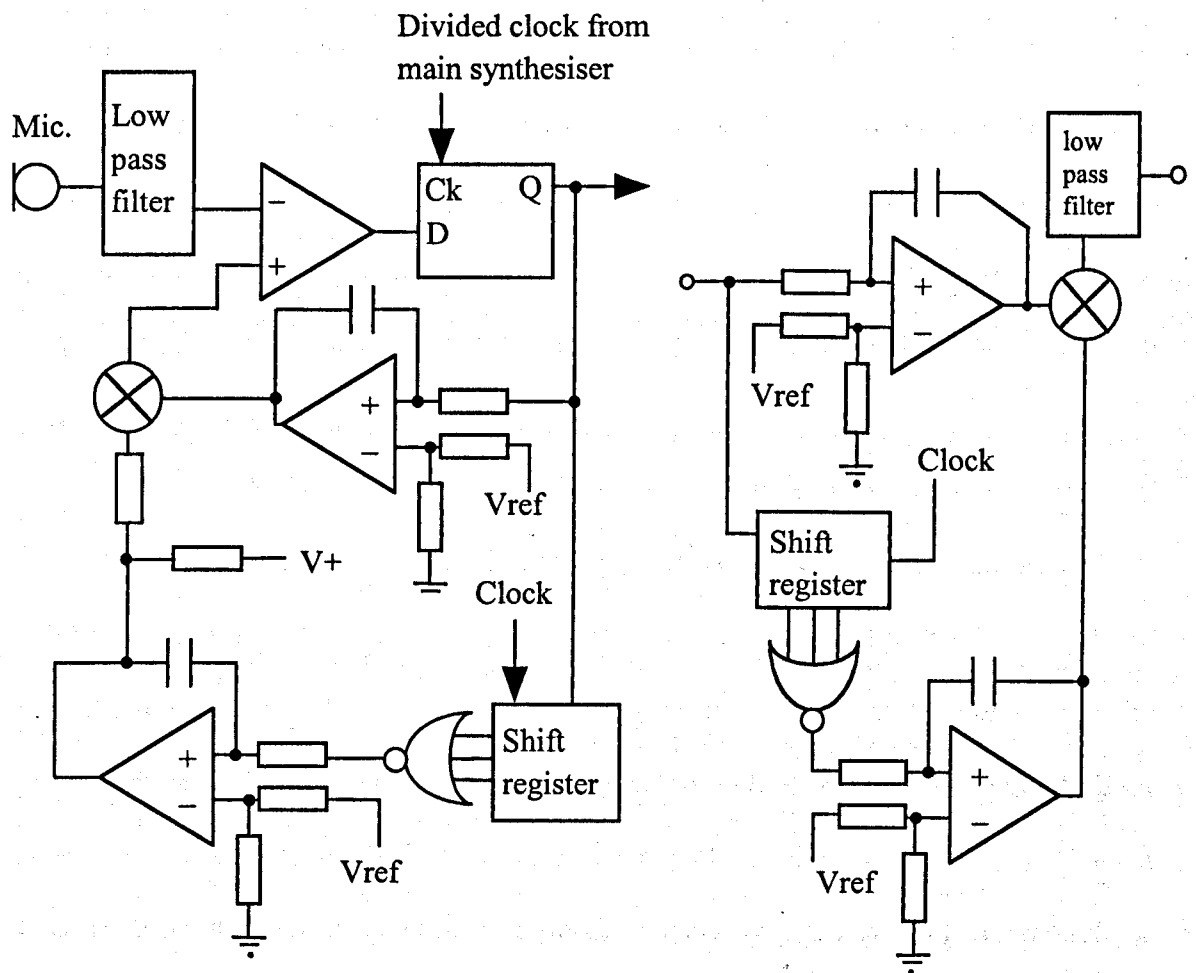 Divided clock from
main synthesiser
Mic.
Low
pass
filter
−
+
Ck
Q
D
low
pass
filter
+
−
Vref
+
−
Vref
V+
Clock
Shift
register
Clock
+
−
Shift
register
Vref
+
−
Vref